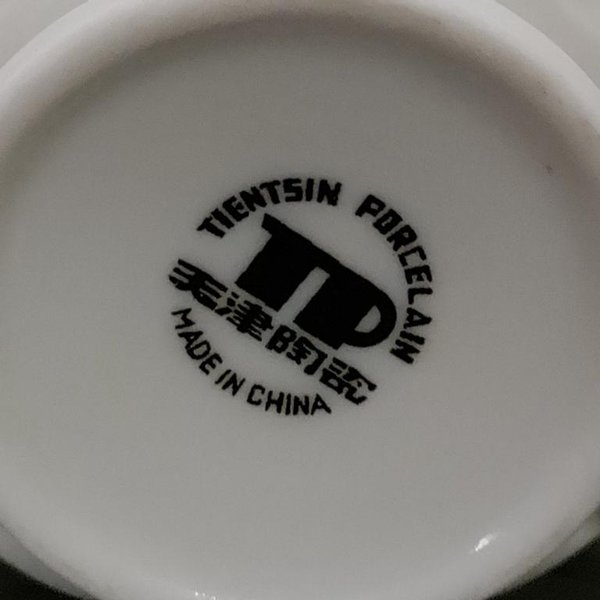 TIENTSIN PORCELAIN
TP
天津陶瓷
MADE IN CHINA